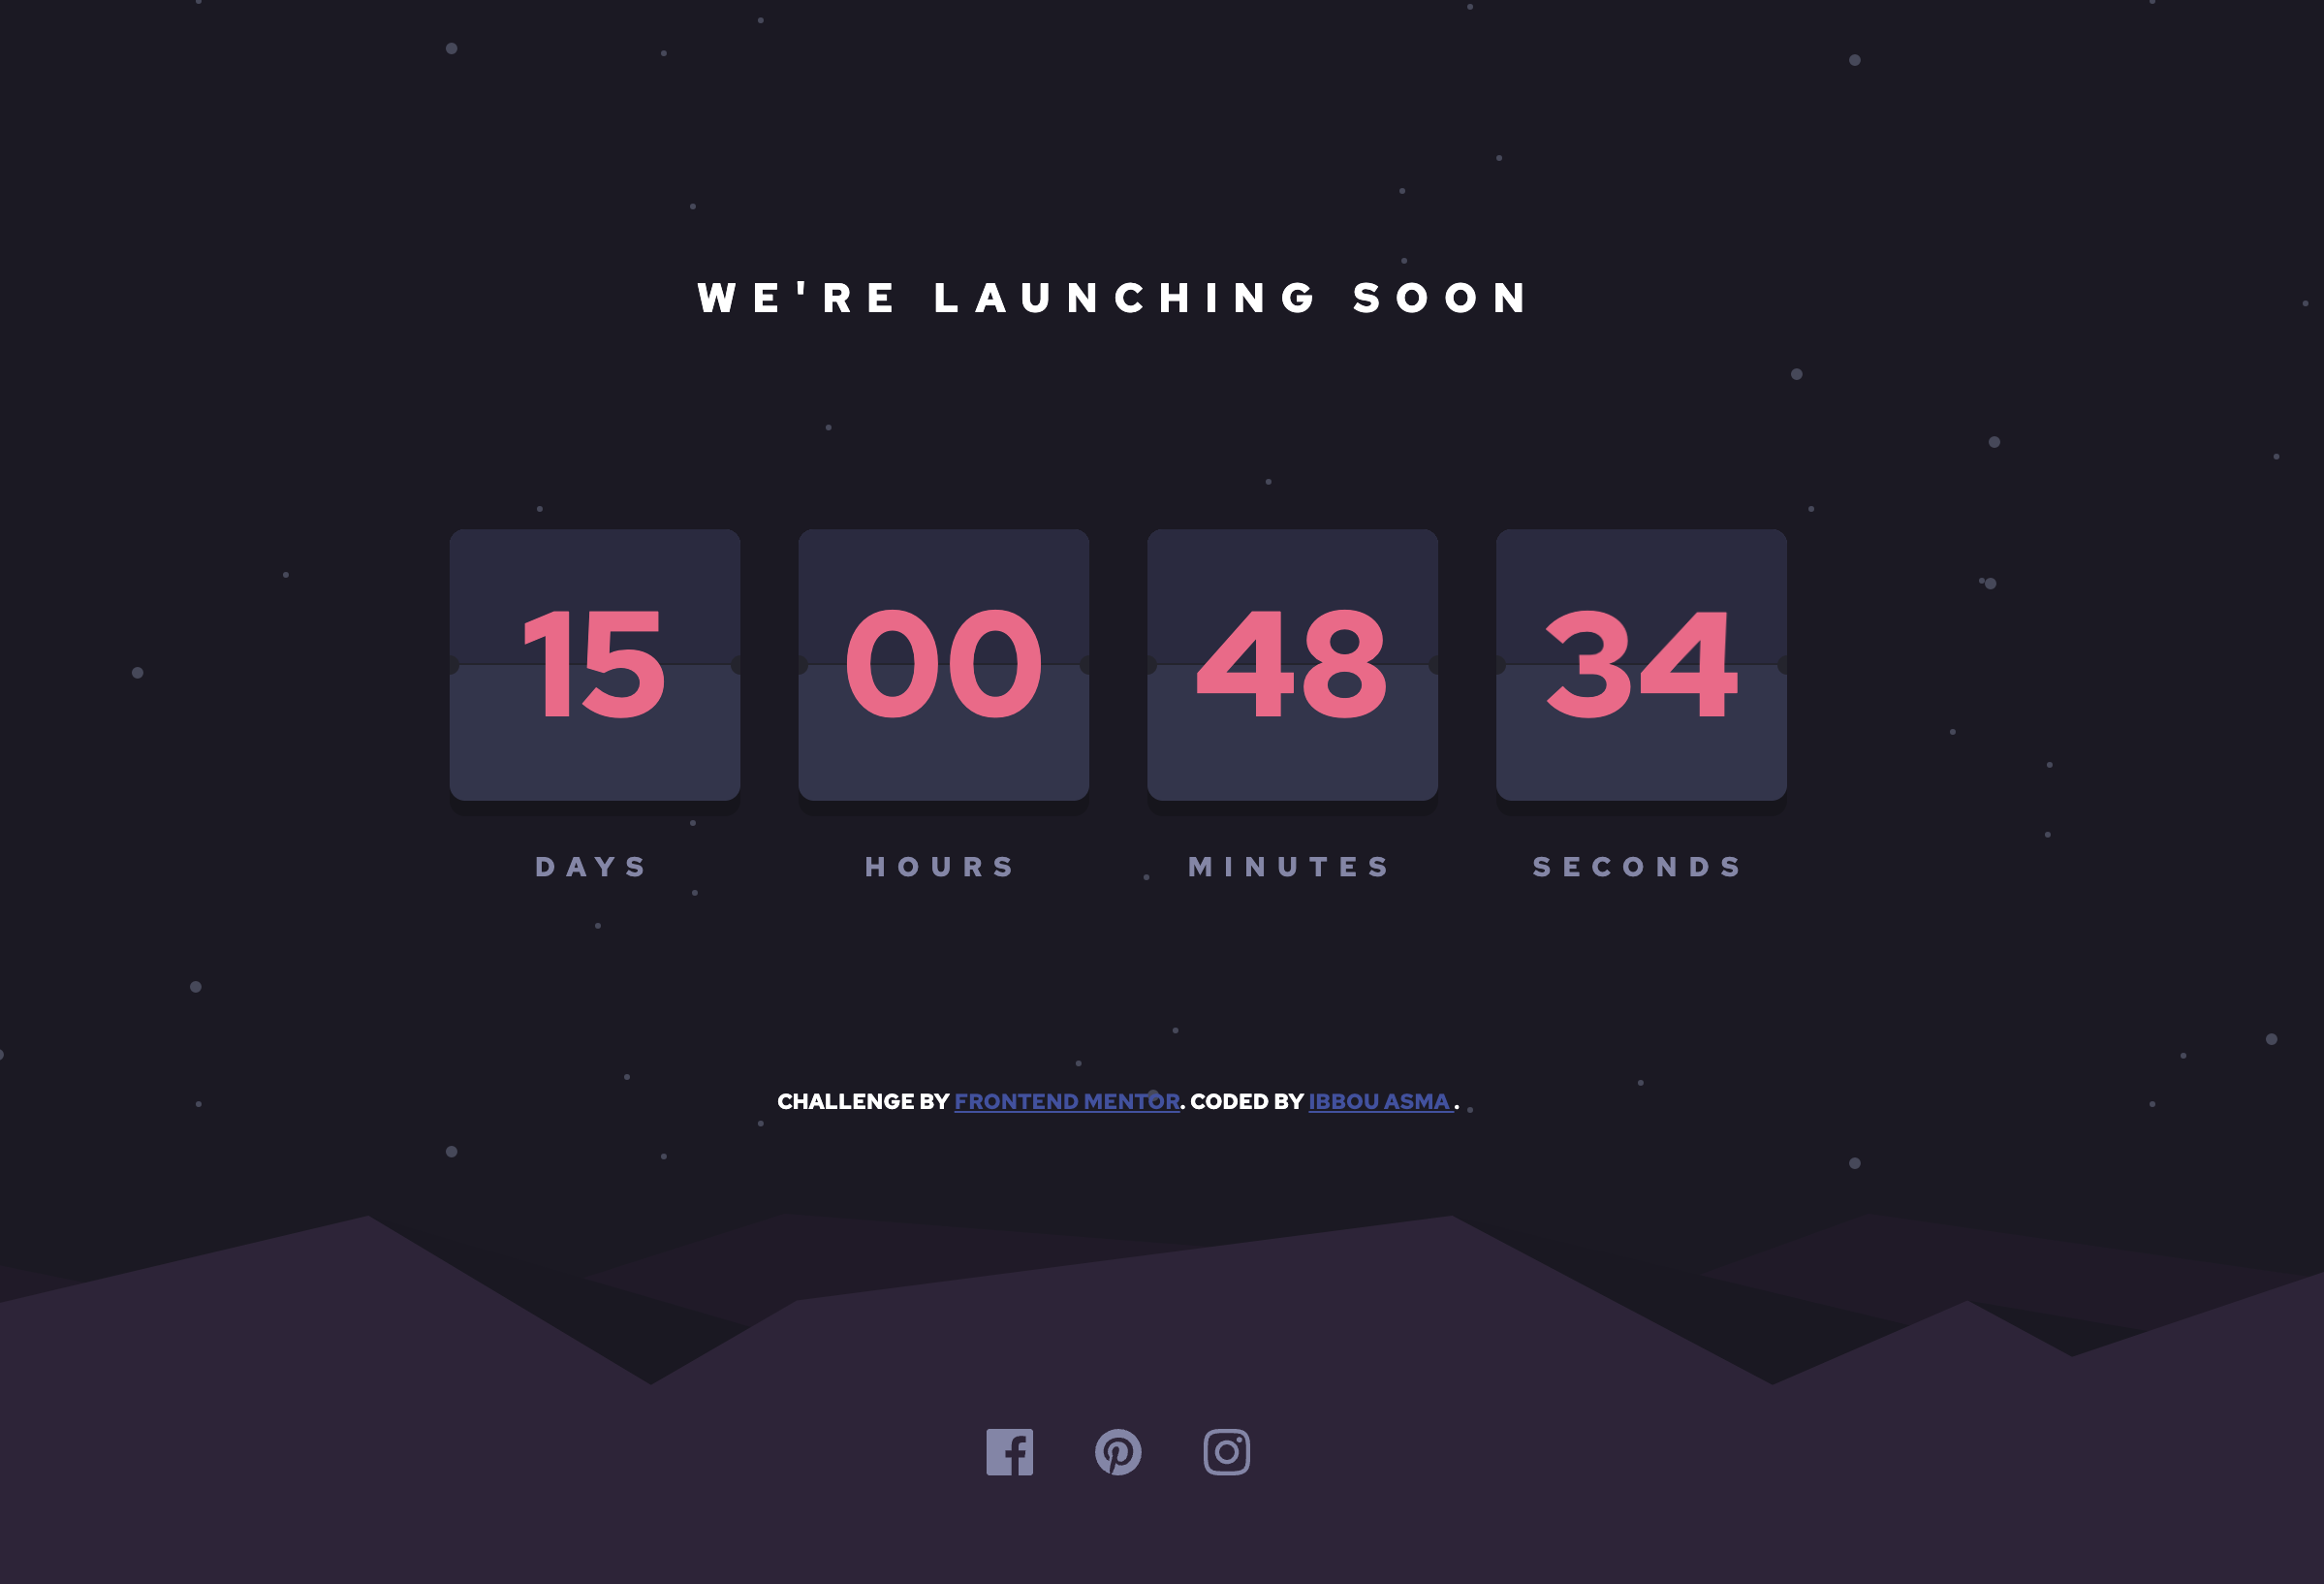 WE'RE LAUNCHING SOON
15 00 48 34
DAYS HOURS MINUTES SECONDS
CHALLENGE BY FRONTEND MENTOR. CODED BY IBBOU ASMA .